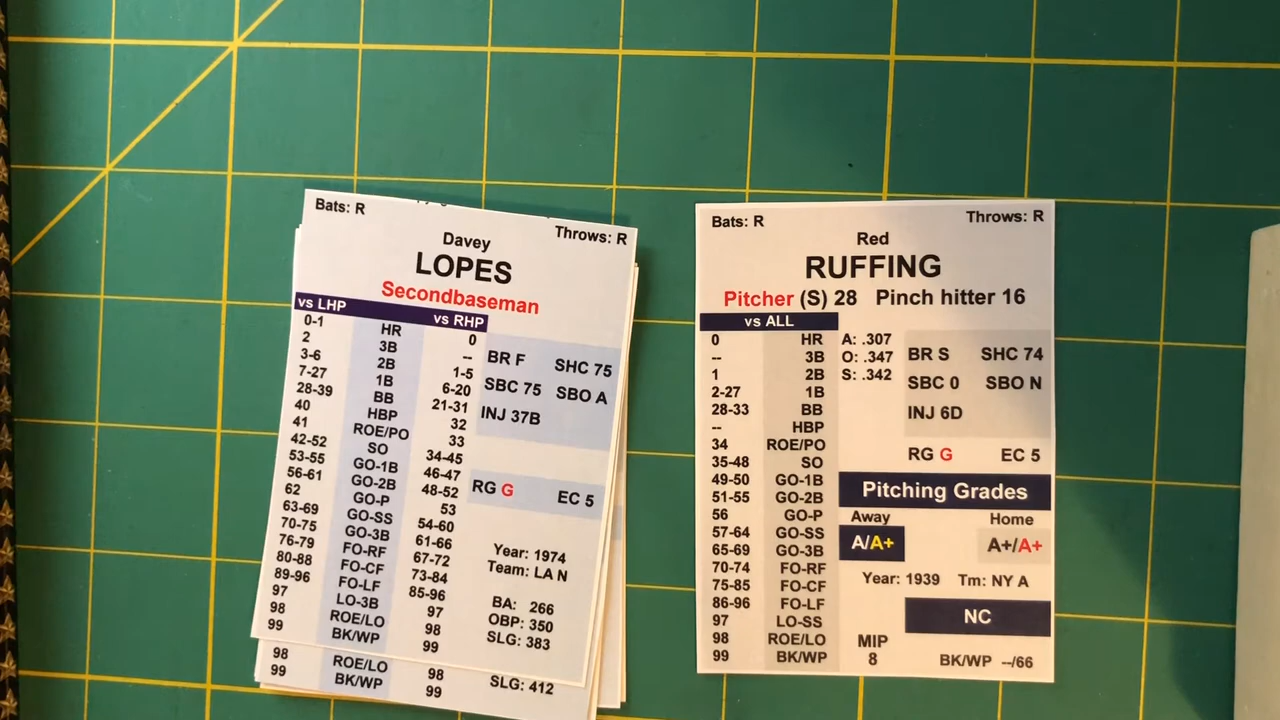 Bats: R
Throws: R
Davey
LOPES
Secondbaseman
vs LHP vs RHP
0-1 HR 0
2 3B --
3-6 2B 1-5
7-27 1B 6-20
28-39 BB 21-31
40 HBP 32
41 ROE/PO 33
42-52 SO 34-45
53-55 GO-1B 46-47
56-61 GO-2B 48-52
62 GO-P 53
63-69 GO-SS 54-60
70-75 GO-3B 61-66
76-79 FO-RF 67-72
80-88 FO-CF 73-84
89-96 FO-LF 85-96
97 LO-3B 97
98 ROE/LO 98
99 BK/WP 99
BR F SHC 75
SBC 75 SBO A
INJ 37B
RG G EC 5
Year: 1974
Team: LA N
BA: 266
OBP: 350
SLG: 383
98 ROE/LO 98
99 BK/WP 99
SLG: 412
Bats: R Throws: R
Red
RUFFING
Pitcher (S) 28 Pinch hitter 16
vs ALL
0 HR
-- 3B
1 2B
2-27 1B
28-33 BB
-- HBP
34 ROE/PO
35-48 SO
49-50 GO-1B
51-55 GO-2B
56 GO-P
57-64 GO-SS
65-69 GO-3B
70-74 FO-RF
75-85 FO-CF
86-96 FO-LF
97 LO-SS
98 ROE/LO
99 BK/WP
A: .307
O: .347
S: .342
BR S SHC 74
SBC 0 SBO N
INJ 6D
RG G EC 5
Pitching Grades
Away Home
A/A+ A+/A+
Year: 1939 Tm: NY A
NC
MIP
8
BK/WP --/66